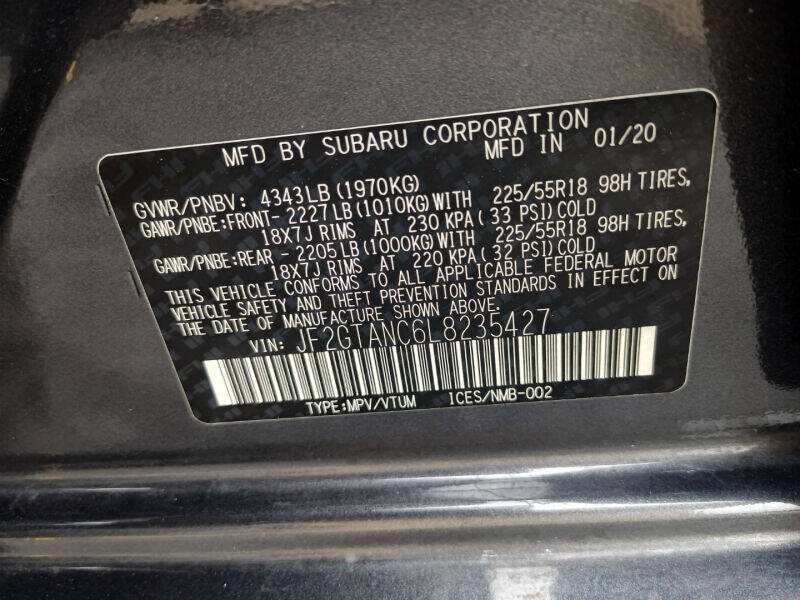 MFD BY SUBARU CORPORATION
MFD IN 01/20
GVWR/PNBV: 4343LB(1970KG)
GAWR/PNBE:FRONT- 2227LB(1010KG)WITH 225/55R18 98H TIRES,
18X7J RIMS AT 230 KPA( 33 PSI)COLD
GAWR/PNBE:REAR - 2205LB(1000KG)WITH 225/55R18 98H TIRES,
18X7J RIMS AT 220 KPA( 32 PSI)COLD
THIS VEHICLE CONFORMS TO ALL APPLICABLE FEDERAL MOTOR
VEHICLE SAFETY AND THEFT PREVENTION STANDARDS IN EFFECT ON
THE DATE OF MANUFACTURE SHOWN ABOVE.
VIN: JF2GTANC6L8235427
TYPE:MPV/VTUM ICES/NMB-002